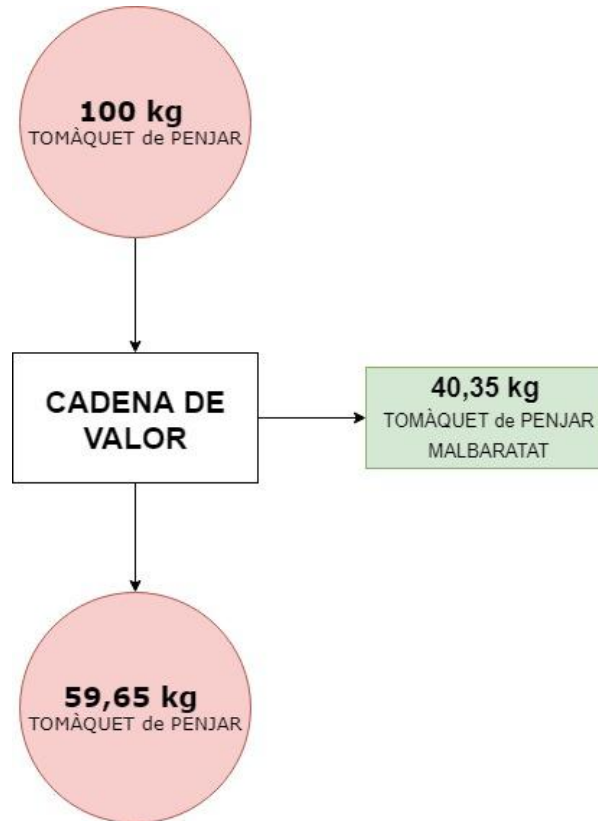 100 kg
TOMÀQUET de PENJAR
CADENA DE
VALOR
40,35 kg
TOMÀQUET de PENJAR
MALBARATAT
59,65 kg
TOMÀQUET de PENJAR